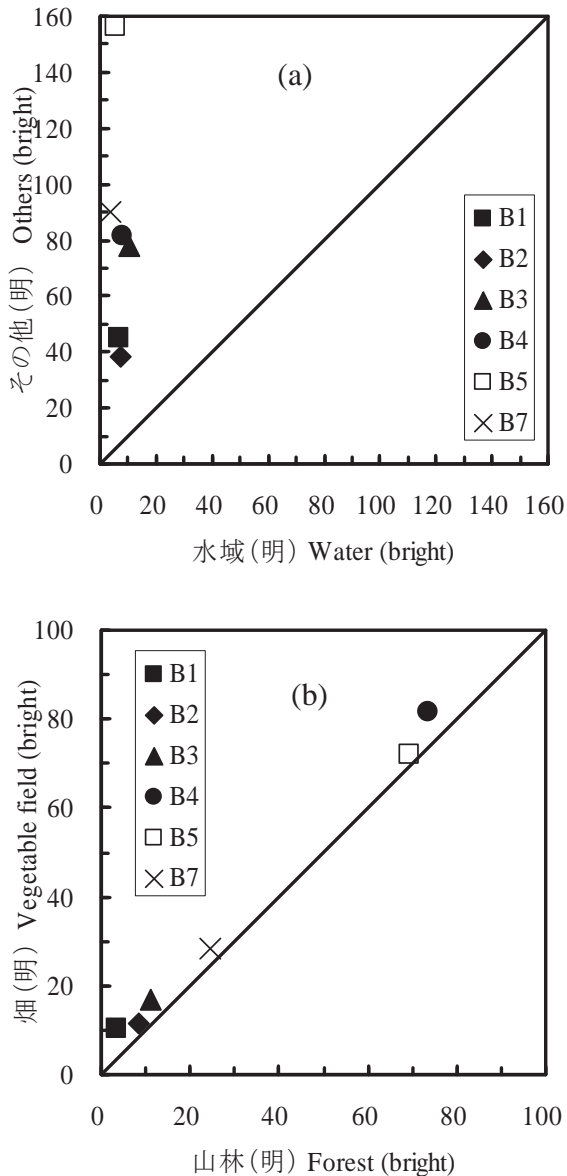 160
(a)
140
120
100
80
60
40
20
0
B1
B2
B3
B4
B5
B7
その他(明) Others (bright)
0 20 40 60 80 100 120 140 160
水域(明) Water (bright)
100
80
60
40
20
0
B1
B2
B3
B4
B5
B7
(b)
畑(明) Vegetable field (bright)
0 20 40 60 80 100
山林(明) Forest (bright)